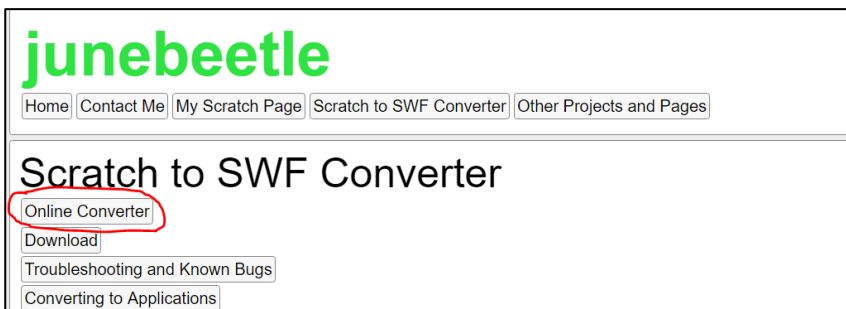 junebeetle
Home Contact Me My Scratch Page Scratch to SWF Converter Other Projects and Pages
Scratch to SWF Converter
Online Converter
Download
Troubleshooting and Known Bugs
Converting to Applications